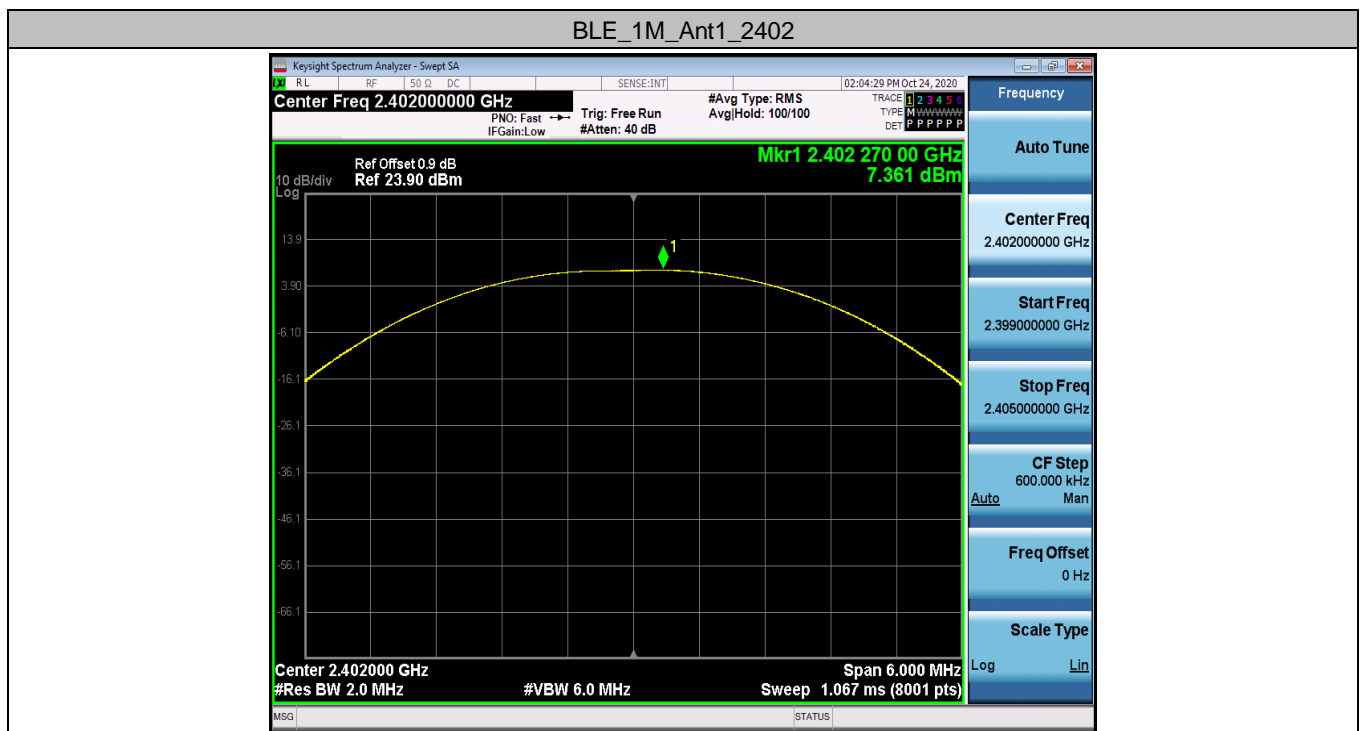 BLE_1M_Ant1_2402
Keysight Spectrum Analyzer - Swept SA
LXI RL RF 50 Ω DC SENSE:INT 02:04:29 PM Oct 24, 2020
Center Freq 2.402000000 GHz
PNO: Fast
IFGain:Low
Trig: Free Run
#Atten: 40 dB
#Avg Type: RMS
Avg|Hold: 100/100
TRACE 1 2 3 4 5 6
TYPE M WWWWW
DET P P P P P P
Ref Offset 0.9 dB
10 dB/div Ref 23.90 dBm
Log
Mkr1 2.402 270 00 GHz
7.361 dBm
1
13.9
3.90
-6.10
-16.1
-26.1
-36.1
-46.1
-56.1
-66.1
Center 2.402000 GHz Span 6.000 MHz
#Res BW 2.0 MHz #VBW 6.0 MHz Sweep 1.067 ms (8001 pts)
MSG STATUS
Frequency
Auto Tune
Center Freq
2.402000000 GHz
Start Freq
2.399000000 GHz
Stop Freq
2.405000000 GHz
CF Step
600.000 kHz
Auto Man
Freq Offset
0 Hz
Scale Type
Log Lin